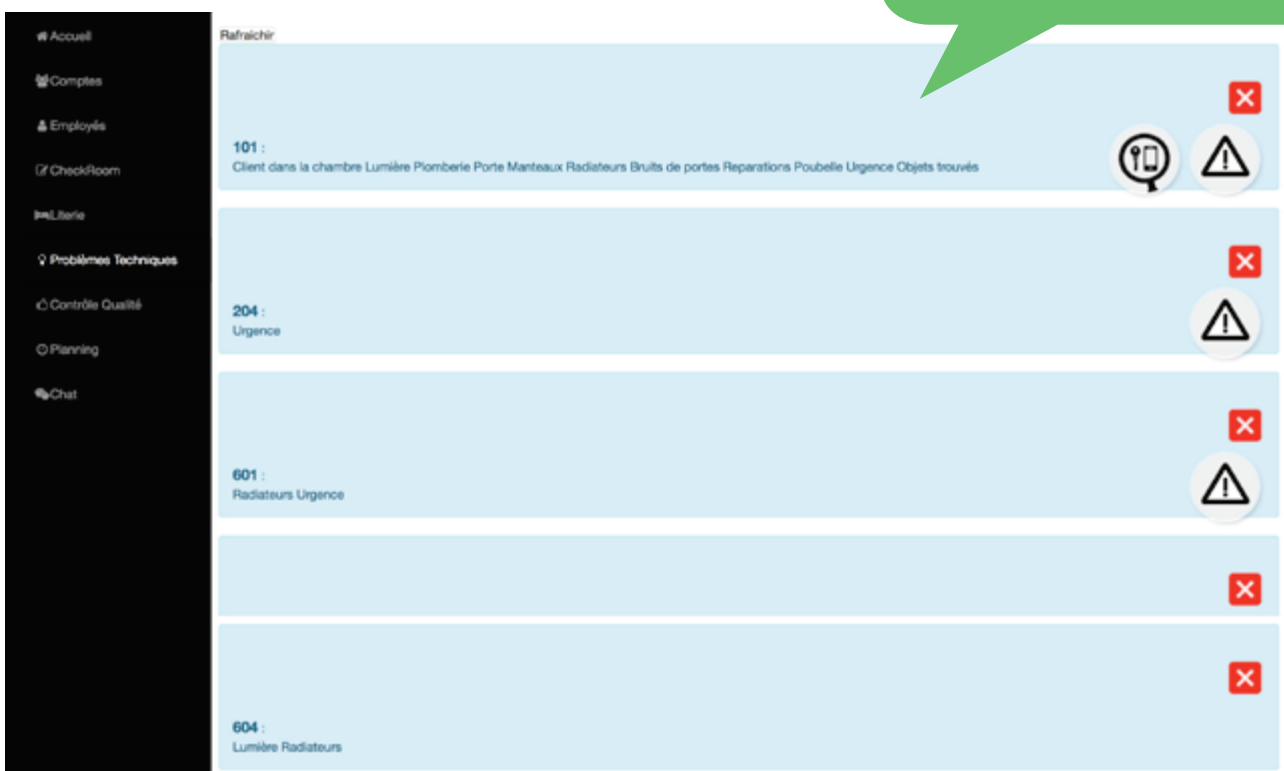 Accueil
Comptes
Employés
CheckRoom
Literie
Problèmes Techniques
Contrôle Qualité
Planning
Chat
Rafraichir
101 :
Client dans la chambre Lumière Plomberie Porte Manteaux Radiateurs Bruits de portes Reparations Poubelle Urgence Objets trouvés
204 :
Urgence
601 :
Radiateurs Urgence
604 :
Lumière Radiateurs